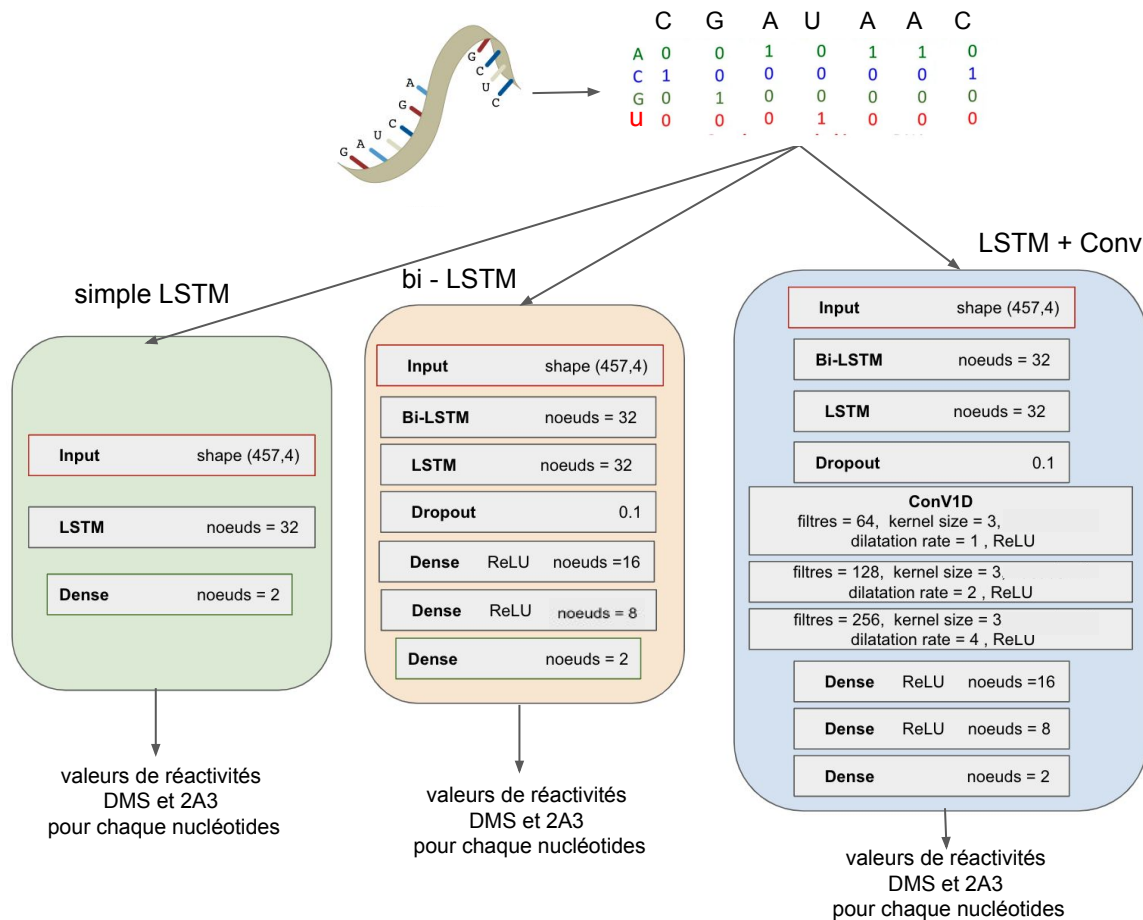 C G A U A A C
A 0 0 1 0 1 1 0
C 1 0 0 0 0 0 1
G 0 1 0 0 0 0 0
U 0 0 0 1 0 0 0
G A U C G A G C U C
simple LSTM
Input shape (457,4)
LSTM noeuds = 32
Dense noeuds = 2
valeurs de réactivités
DMS et 2A3
pour chaque nucléotides
bi - LSTM
Input shape (457,4)
Bi-LSTM noeuds = 32
LSTM noeuds = 32
Dropout 0.1
Dense ReLU noeuds =16
Dense ReLU noeuds = 8
Dense noeuds = 2
valeurs de réactivités
DMS et 2A3
pour chaque nucléotides
LSTM + Conv
Input shape (457,4)
Bi-LSTM noeuds = 32
LSTM noeuds = 32
Dropout 0.1
ConV1D
filtres = 64, kernel size = 3,
dilatation rate = 1 , ReLU
filtres = 128, kernel size = 3,
dilatation rate = 2 , ReLU
filtres = 256, kernel size = 3
dilatation rate = 4 , ReLU
Dense ReLU noeuds =16
Dense ReLU noeuds = 8
Dense noeuds = 2
valeurs de réactivités
DMS et 2A3
pour chaque nucléotides